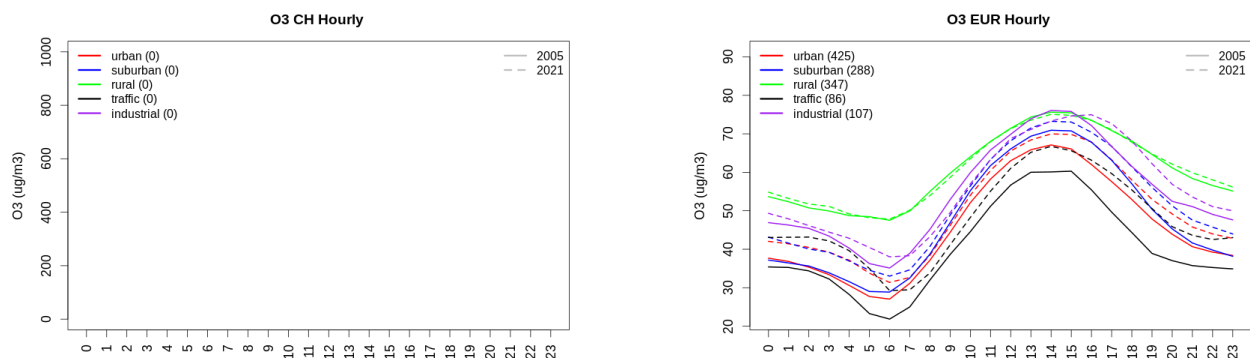 O3 CH Hourly
O3 (ug/m3)
1000
800
600
400
200
0
urban (0)
suburban (0)
rural (0)
traffic (0)
industrial (0)
2005
2021
0 1 2 3 4 5 6 7 8 9 10 11 12 13 14 15 16 17 18 19 20 21 22 23
O3 EUR Hourly
O3 (ug/m3)
90
80
70
60
50
40
30
20
urban (425)
suburban (288)
rural (347)
traffic (86)
industrial (107)
2005
2021
0 1 2 3 4 5 6 7 8 9 10 11 12 13 14 15 16 17 18 19 20 21 22 23